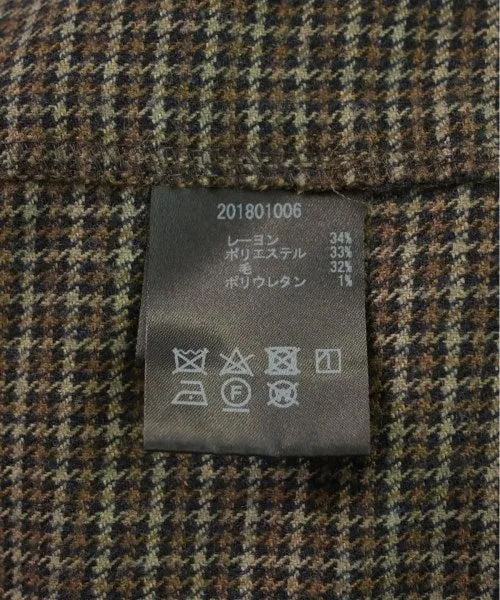 201801006
レーヨン 34%
ポリエステル 33%
毛 32%
ポリウレタン 1%
F
W